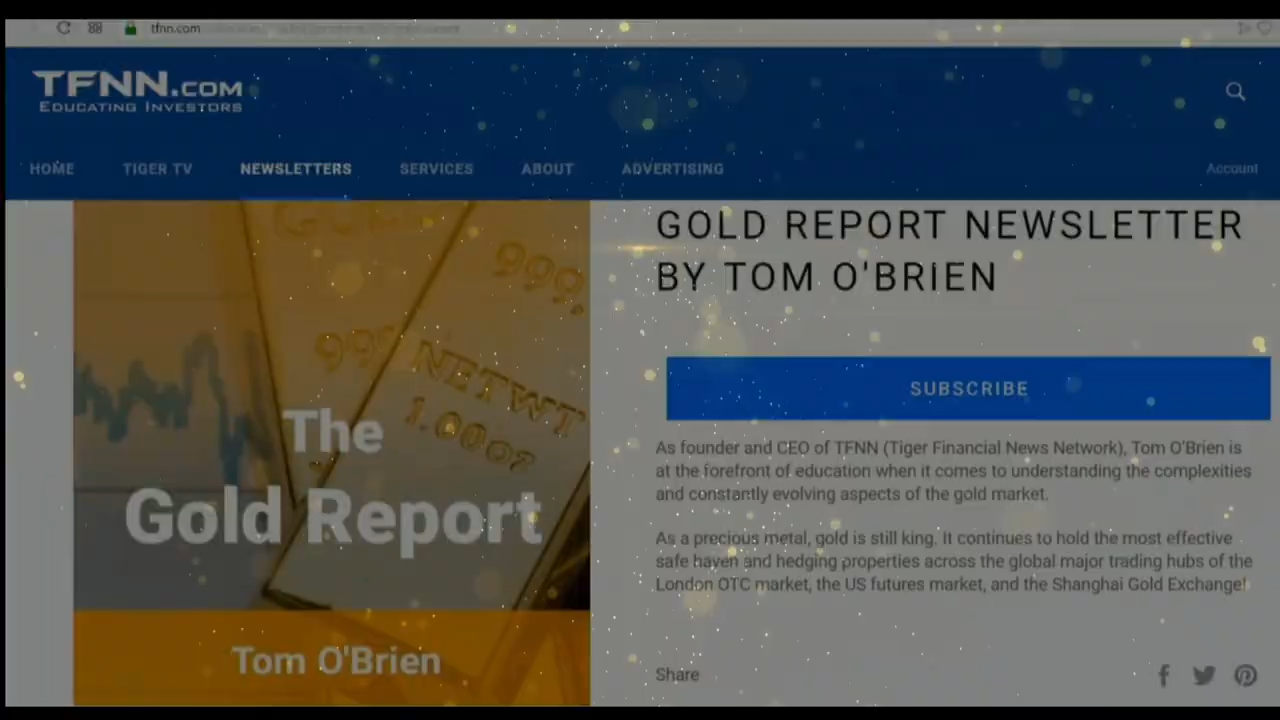 tfnn.com
TFNN.COM
EDUCATING INVESTORS
HOME
TIGER TV
NEWSLETTERS
SERVICES
ABOUT
ADVERTISING
Account
999,
NETWT
1.00OZ
The
Gold Report
Tom O'Brien
GOLD REPORT NEWSLETTER
BY TOM O'BRIEN
SUBSCRIBE
As founder and CEO of TFNN (Tiger Financial News Network), Tom O'Brien is
at the forefront of education when it comes to understanding the complexities
and constantly evolving aspects of the gold market.
As a precious metal, gold is still king. It continues to hold the most effective
safe haven and hedging properties across the global major trading hubs of the
London OTC market, the US futures market, and the Shanghai Gold Exchange!
Share